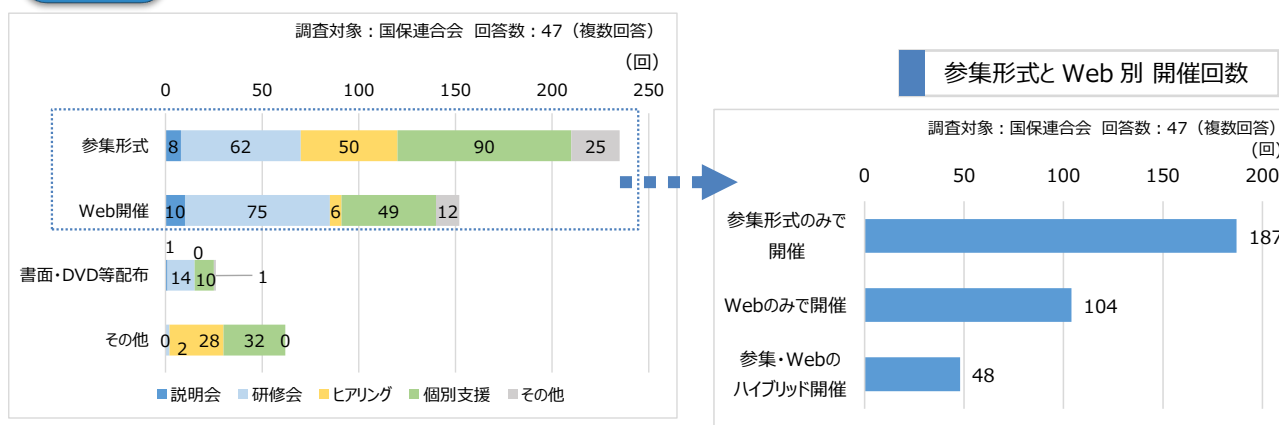 調査対象：国保連合会 回答数：47（複数回答）
（回）
0 50 100 150 200 250
参集形式 8 62 50 90 25
Web開催 10 75 6 49 12
1 0
書面・DVD等配布 14 10 1
その他 0 2 28 32 0
説明会 研修会 ヒアリング 個別支援 その他
参集形式と Web 別 開催回数
調査対象：国保連合会 回答数：47（複数回答）
（回）
0 50 100 150 200
参集形式のみで
開催
187
Webのみで開催 104
参集・Webの
ハイブリッド開催
48